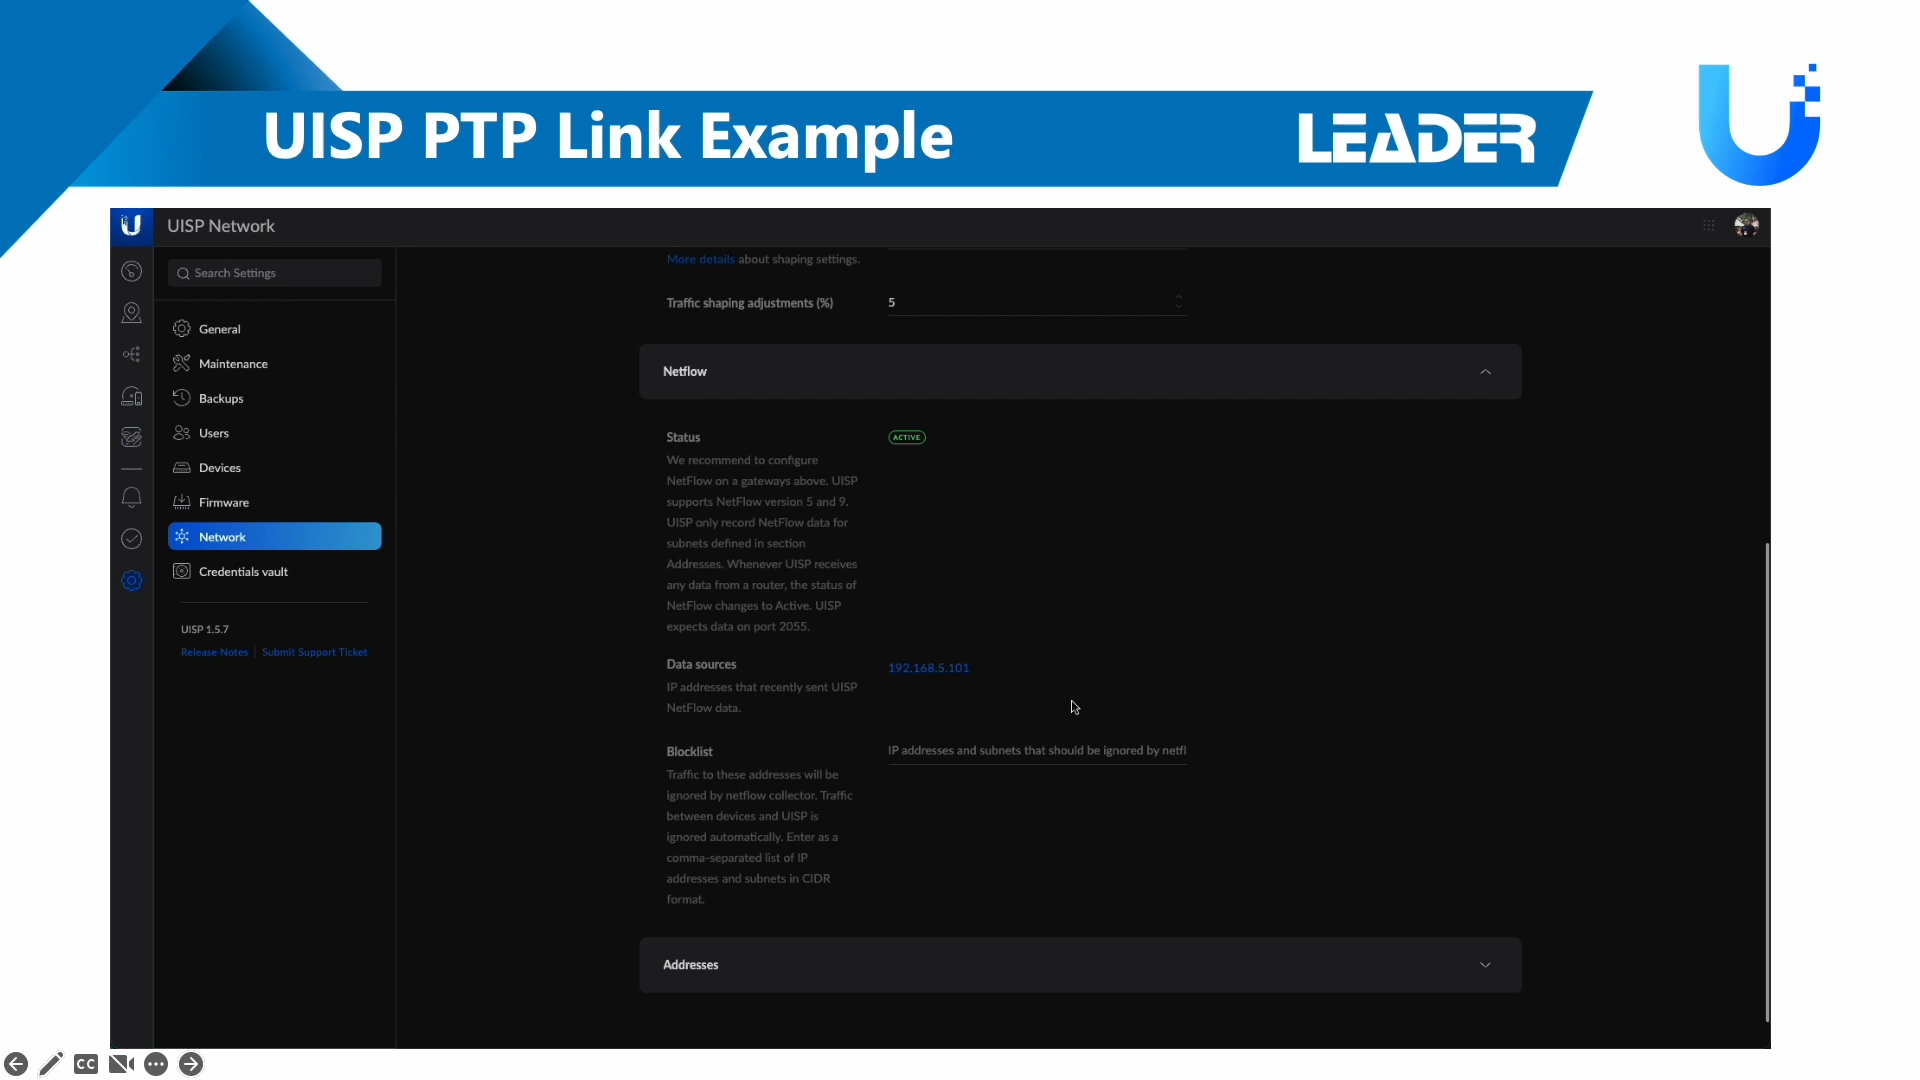 UISP PTP Link Example
LEADER
UISP Network
Search Settings
General
Maintenance
Backups
Users
Devices
Firmware
Network
Credentials vault
UISP 1.5.7
Release Notes | Submit Support Ticket
More details about shaping settings.
Traffic shaping adjustments (%)
5
Netflow
Status
ACTIVE
We recommend to configure
NetFlow on a gateways above. UISP
supports NetFlow version 5 and 9.
UISP only record NetFlow data for
subnets defined in section
Addresses. Whenever UISP receives
any data from a router, the status of
NetFlow changes to Active. UISP
expects data on port 2055.
Data sources
192.168.5.101
IP addresses that recently sent UISP
NetFlow data.
Blocklist
IP addresses and subnets that should be ignored by netfl
Traffic to these addresses will be
ignored by netflow collector. Traffic
between devices and UISP is
ignored automatically. Enter as a
comma-separated list of IP
addresses and subnets in CIDR
format.
Addresses
CC